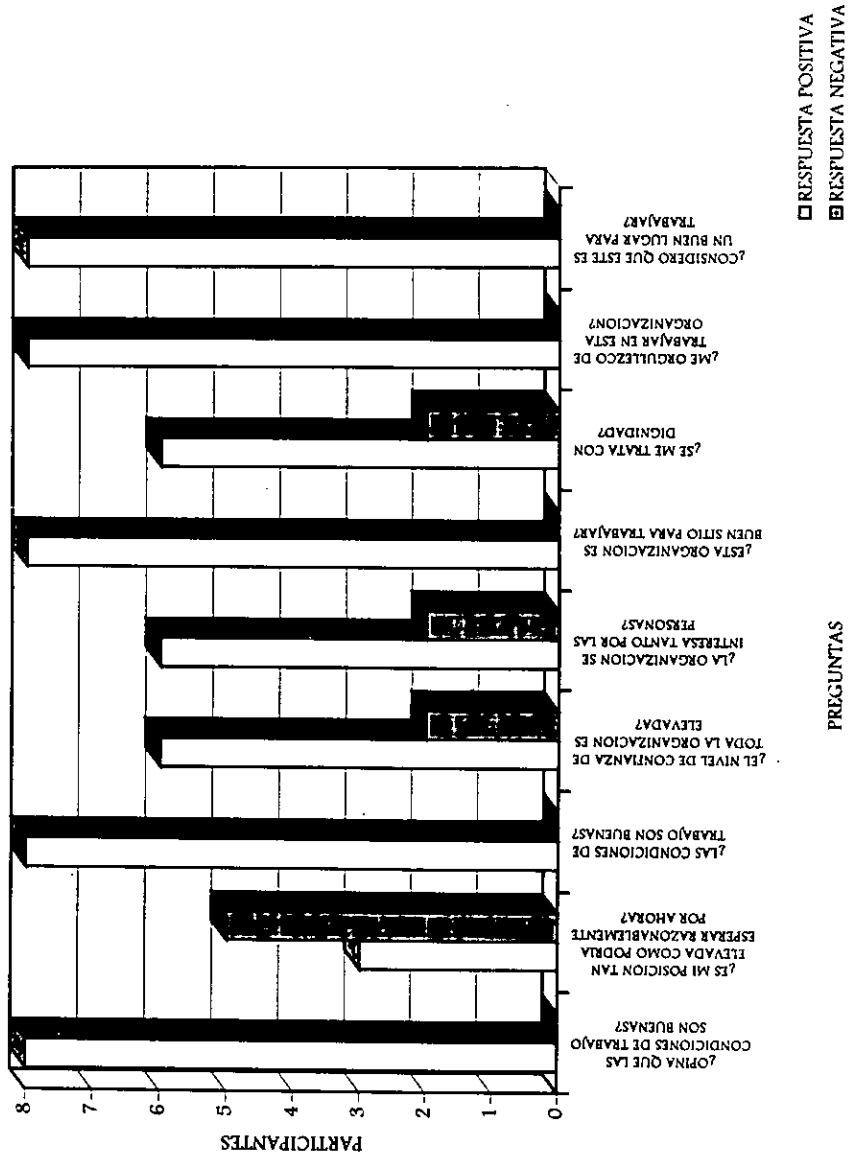 PARTICIPANTES
8
7
6
5
4
3
2
1
0
¿OPINA QUE LAS
CONDICIONES DE TRABAJO
SON BUENAS?
¿ES MI POSICION TAN
ELEVADA COMO PODRIA
ESPERAR RAZONABLEMENTE
POR AHORA?
¿LAS CONDICIONES DE
TRABAJO SON BUENAS?
¿EL NIVEL DE CONFIANZA DE
TODA LA ORGANIZACION ES
ELEVADA?
¿LA ORGANIZACION SE
INTERESA TANTO POR LAS
PERSONAS?
¿ESTA ORGANIZACION ES
BUEN SITIO PARA TRABAJAR?
¿SE ME TRATA CON
DIGNIDAD?
¿ME ORGULLEZCO DE
TRABAJAR EN ESTA
ORGANIZACION?
¿CONSIDERO QUE ESTE ES
UN BUEN LUGAR PARA
TRABAJAR?
PREGUNTAS
RESPUESTA POSITIVA
RESPUESTA NEGATIVA